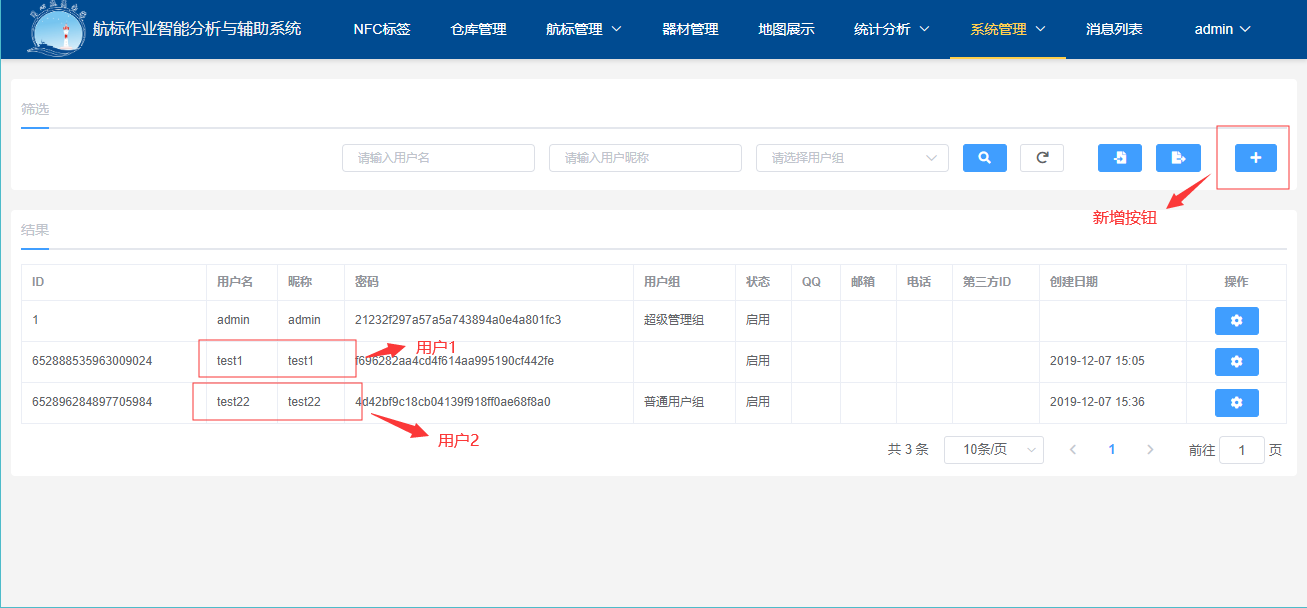 航标作业智能分析与辅助系统 NFC标签 仓库管理 航标管理 器材管理 地图展示 统计分析 系统管理 消息列表 admin
筛选
请输入用户名 请输入用户昵称 请选择用户组
新增按钮
结果
ID 用户名 昵称 密码 用户组 状态 QQ 邮箱 电话 第三方ID 创建日期 操作
1 admin admin 21232f297a57a5a743894a0e4a801fc3 超级管理组 启用
用户1
652888535963009024 test1 test1 f696282aa4cd4f614aa995190cf442fe 启用 2019-12-07 15:05
652896284897705984 test22 test22 4d42bf9c18cb04139f918ff0ae68f8a0 普通用户组 启用 2019-12-07 15:36
用户2
共 3 条 10条/页 1 前往 1 页